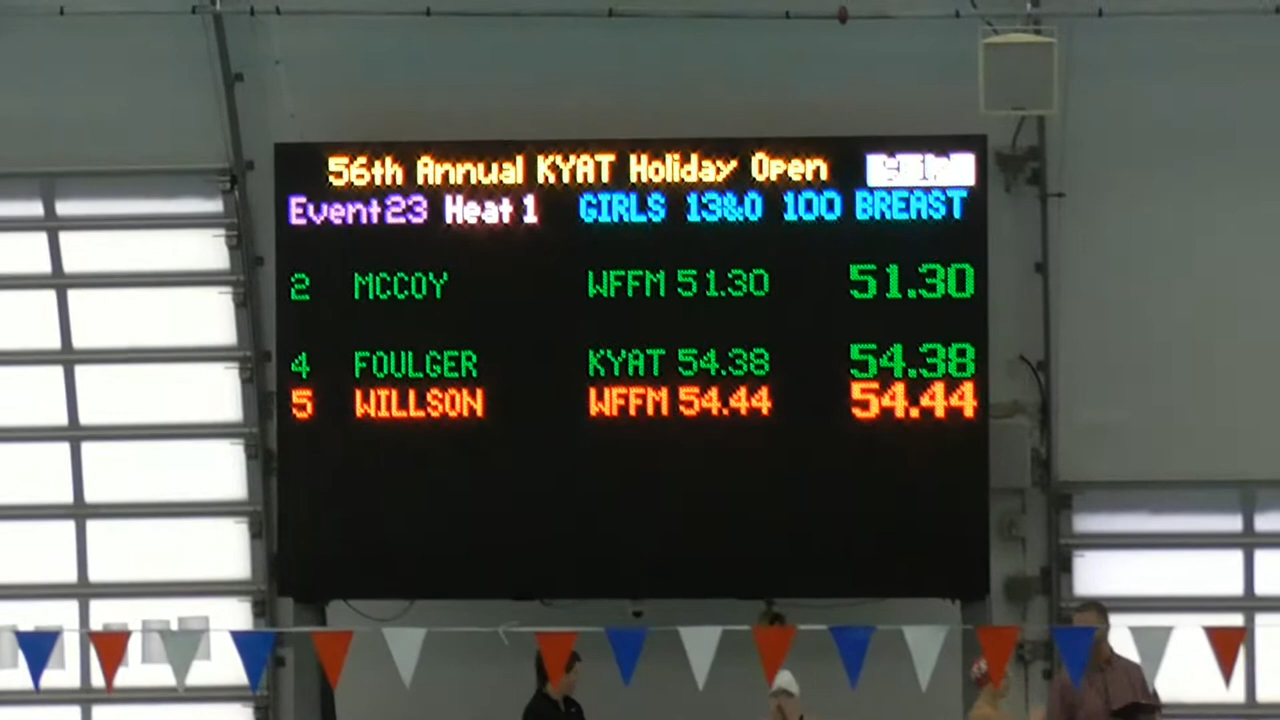 56th Annual KYAT Holiday Open
Event 23 Heat 1 GIRLS 13&O 100 BREAST
2 MCCOY WFFM 51.30 51.30
4 FOULGER KYAT 54.38 54.38
5 WILLSON WFFM 54.44 54.44